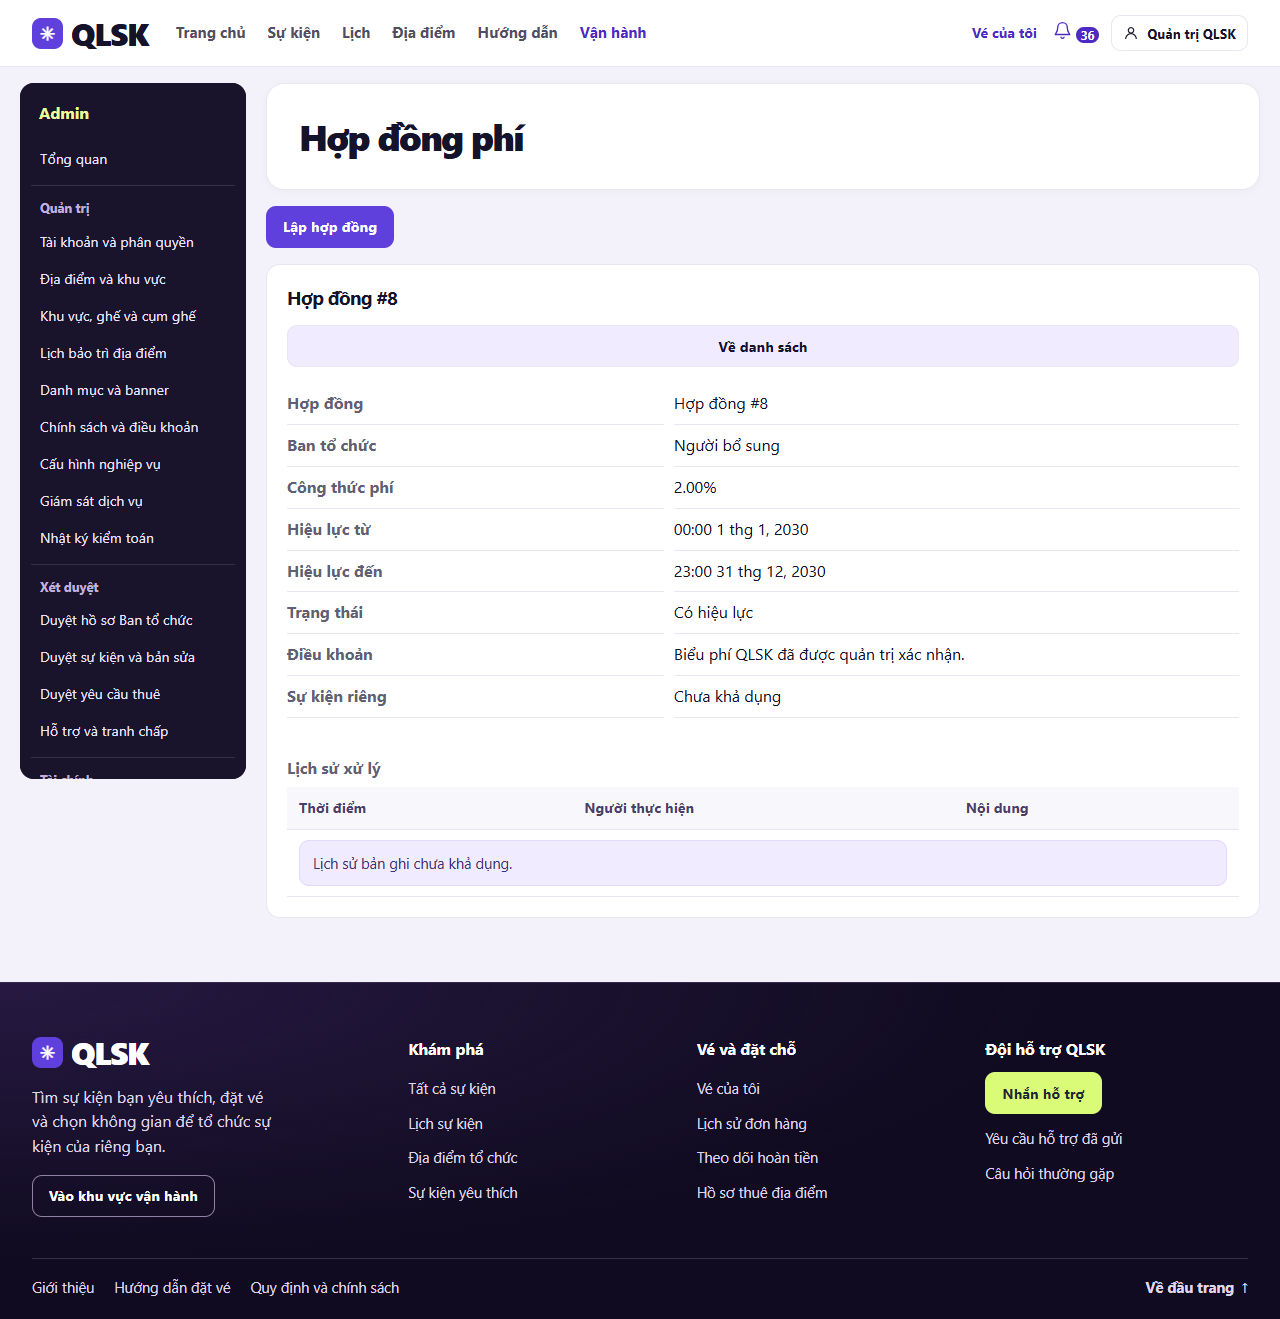 QLSK
Trang chủ
Sự kiện
Lịch
Địa điểm
Hướng dẫn
Vận hành
Vé của tôi
36
Quản trị QLSK
Admin
Tổng quan
Quản trị
Tài khoản và phân quyền
Địa điểm và khu vực
Khu vực, ghế và cụm ghế
Lịch bảo trì địa điểm
Danh mục và banner
Chính sách và điều khoản
Cấu hình nghiệp vụ
Giám sát dịch vụ
Nhật ký kiểm toán
Xét duyệt
Duyệt hồ sơ Ban tổ chức
Duyệt sự kiện và bản sửa
Duyệt yêu cầu thuê
Hỗ trợ và tranh chấp
Tài chính
Hợp đồng phí
Lập hợp đồng
Hợp đồng #8
Về danh sách
Hợp đồng Hợp đồng #8
Ban tổ chức Người bổ sung
Công thức phí 2.00%
Hiệu lực từ 00:00 1 thg 1, 2030
Hiệu lực đến 23:00 31 thg 12, 2030
Trạng thái Có hiệu lực
Điều khoản Biểu phí QLSK đã được quản trị xác nhận.
Sự kiện riêng Chưa khả dụng
Lịch sử xử lý
Thời điểm Người thực hiện Nội dung
Lịch sử bản ghi chưa khả dụng.
QLSK
Tìm sự kiện bạn yêu thích, đặt vé
và chọn không gian để tổ chức sự
kiện của riêng bạn.
Vào khu vực vận hành
Khám phá
Tất cả sự kiện
Lịch sự kiện
Địa điểm tổ chức
Sự kiện yêu thích
Vé và đặt chỗ
Vé của tôi
Lịch sử đơn hàng
Theo dõi hoàn tiền
Hồ sơ thuê địa điểm
Đội hỗ trợ QLSK
Nhắn hỗ trợ
Yêu cầu hỗ trợ đã gửi
Câu hỏi thường gặp
Giới thiệu
Hướng dẫn đặt vé
Quy định và chính sách
Về đầu trang ↑